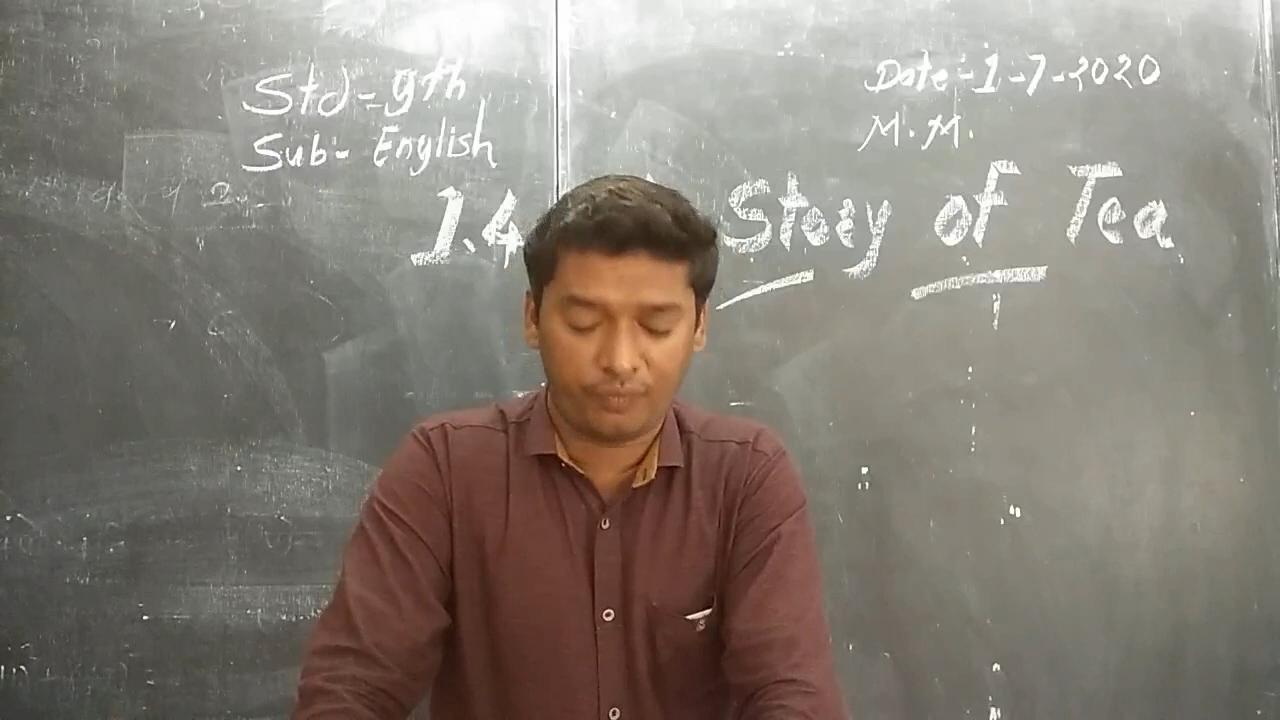 Std = 9th
Sub - English
Date :- 1-7-2020
M. M.
1.4 Story of Tea